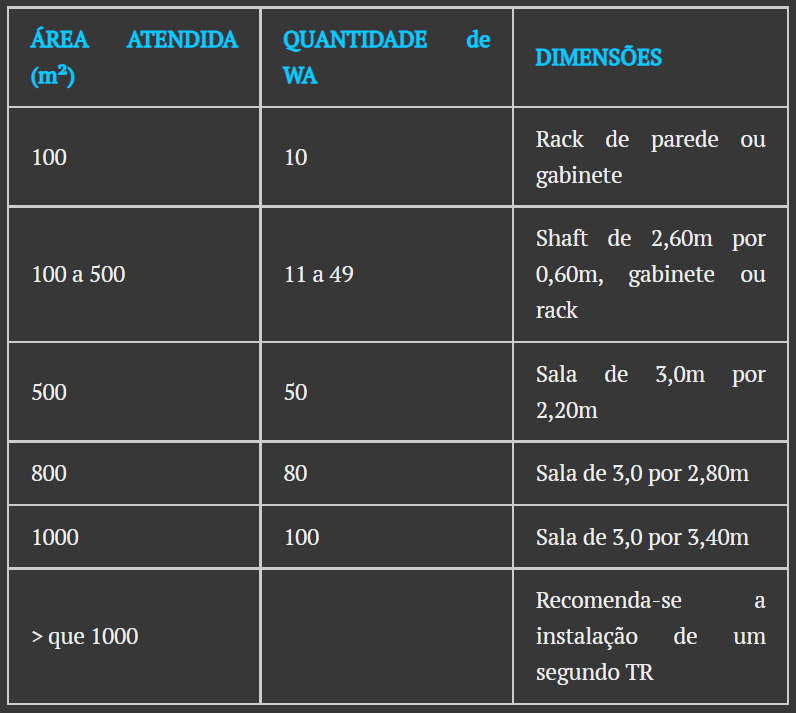 ÁREA ATENDIDA
(m²)
QUANTIDADE de
WA
DIMENSÕES
100
10
Rack de parede ou
gabinete
100 a 500
11 a 49
Shaft de 2,60m por
0,60m, gabinete ou
rack
500
50
Sala de 3,0m por
2,20m
800
80
Sala de 3,0 por 2,80m
1000
100
Sala de 3,0 por 3,40m
> que 1000
Recomenda-se a
instalação de um
segundo TR